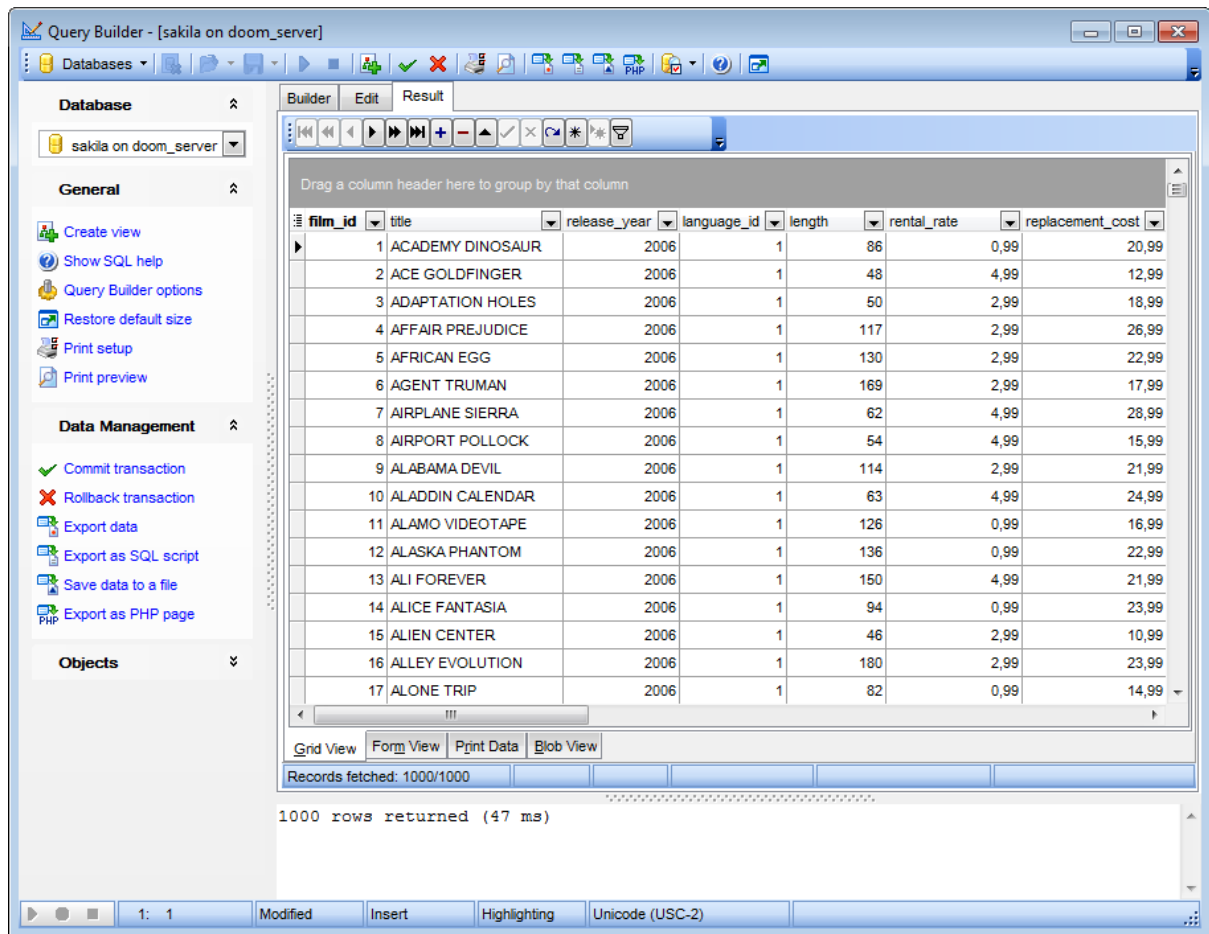 Query Builder - [sakila on doom_server]
Databases
PHP
Database
sakila on doom_server
General
Create view
Show SQL help
Query Builder options
Restore default size
Print setup
Print preview
Data Management
Commit transaction
Rollback transaction
Export data
Export as SQL script
Save data to a file
PHP Export as PHP page
Objects
Builder Edit Result
Drag a column header here to group by that column
film_id title release_year language_id length rental_rate replacement_cost
1 ACADEMY DINOSAUR 2006 1 86 0,99 20,99
2 ACE GOLDFINGER 2006 1 48 4,99 12,99
3 ADAPTATION HOLES 2006 1 50 2,99 18,99
4 AFFAIR PREJUDICE 2006 1 117 2,99 26,99
5 AFRICAN EGG 2006 1 130 2,99 22,99
6 AGENT TRUMAN 2006 1 169 2,99 17,99
7 AIRPLANE SIERRA 2006 1 62 4,99 28,99
8 AIRPORT POLLOCK 2006 1 54 4,99 15,99
9 ALABAMA DEVIL 2006 1 114 2,99 21,99
10 ALADDIN CALENDAR 2006 1 63 4,99 24,99
11 ALAMO VIDEOTAPE 2006 1 126 0,99 16,99
12 ALASKA PHANTOM 2006 1 136 0,99 22,99
13 ALI FOREVER 2006 1 150 4,99 21,99
14 ALICE FANTASIA 2006 1 94 0,99 23,99
15 ALIEN CENTER 2006 1 46 2,99 10,99
16 ALLEY EVOLUTION 2006 1 180 2,99 23,99
17 ALONE TRIP 2006 1 82 0,99 14,99
Grid View Form View Print Data Blob View
Records fetched: 1000/1000
1000 rows returned (47 ms)
1: 1 Modified Insert Highlighting Unicode (USC-2)